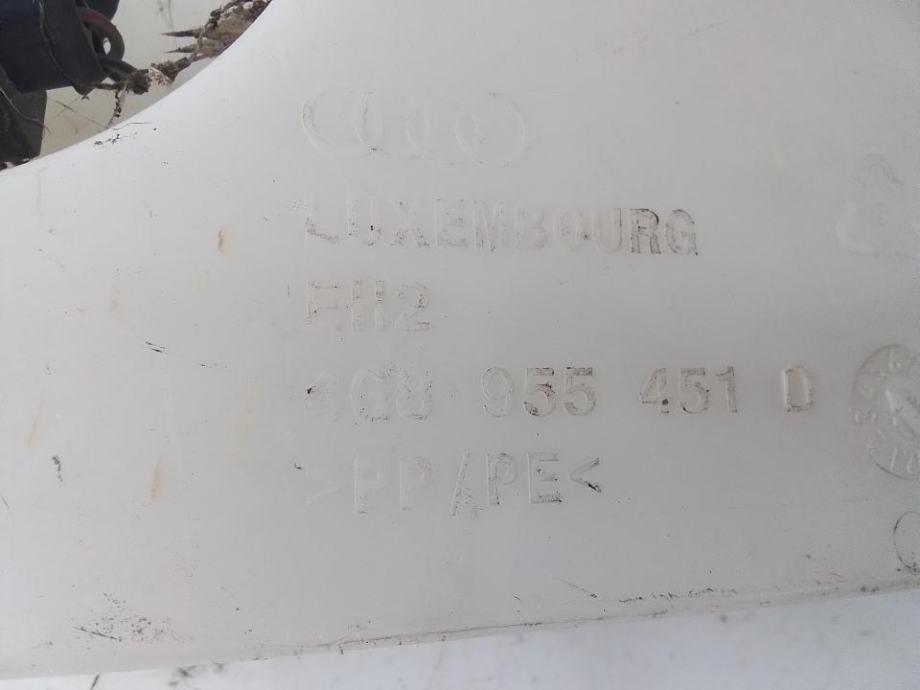 LUXEMBOURG
FH2
4G8 955 451 D
>PP/PE<